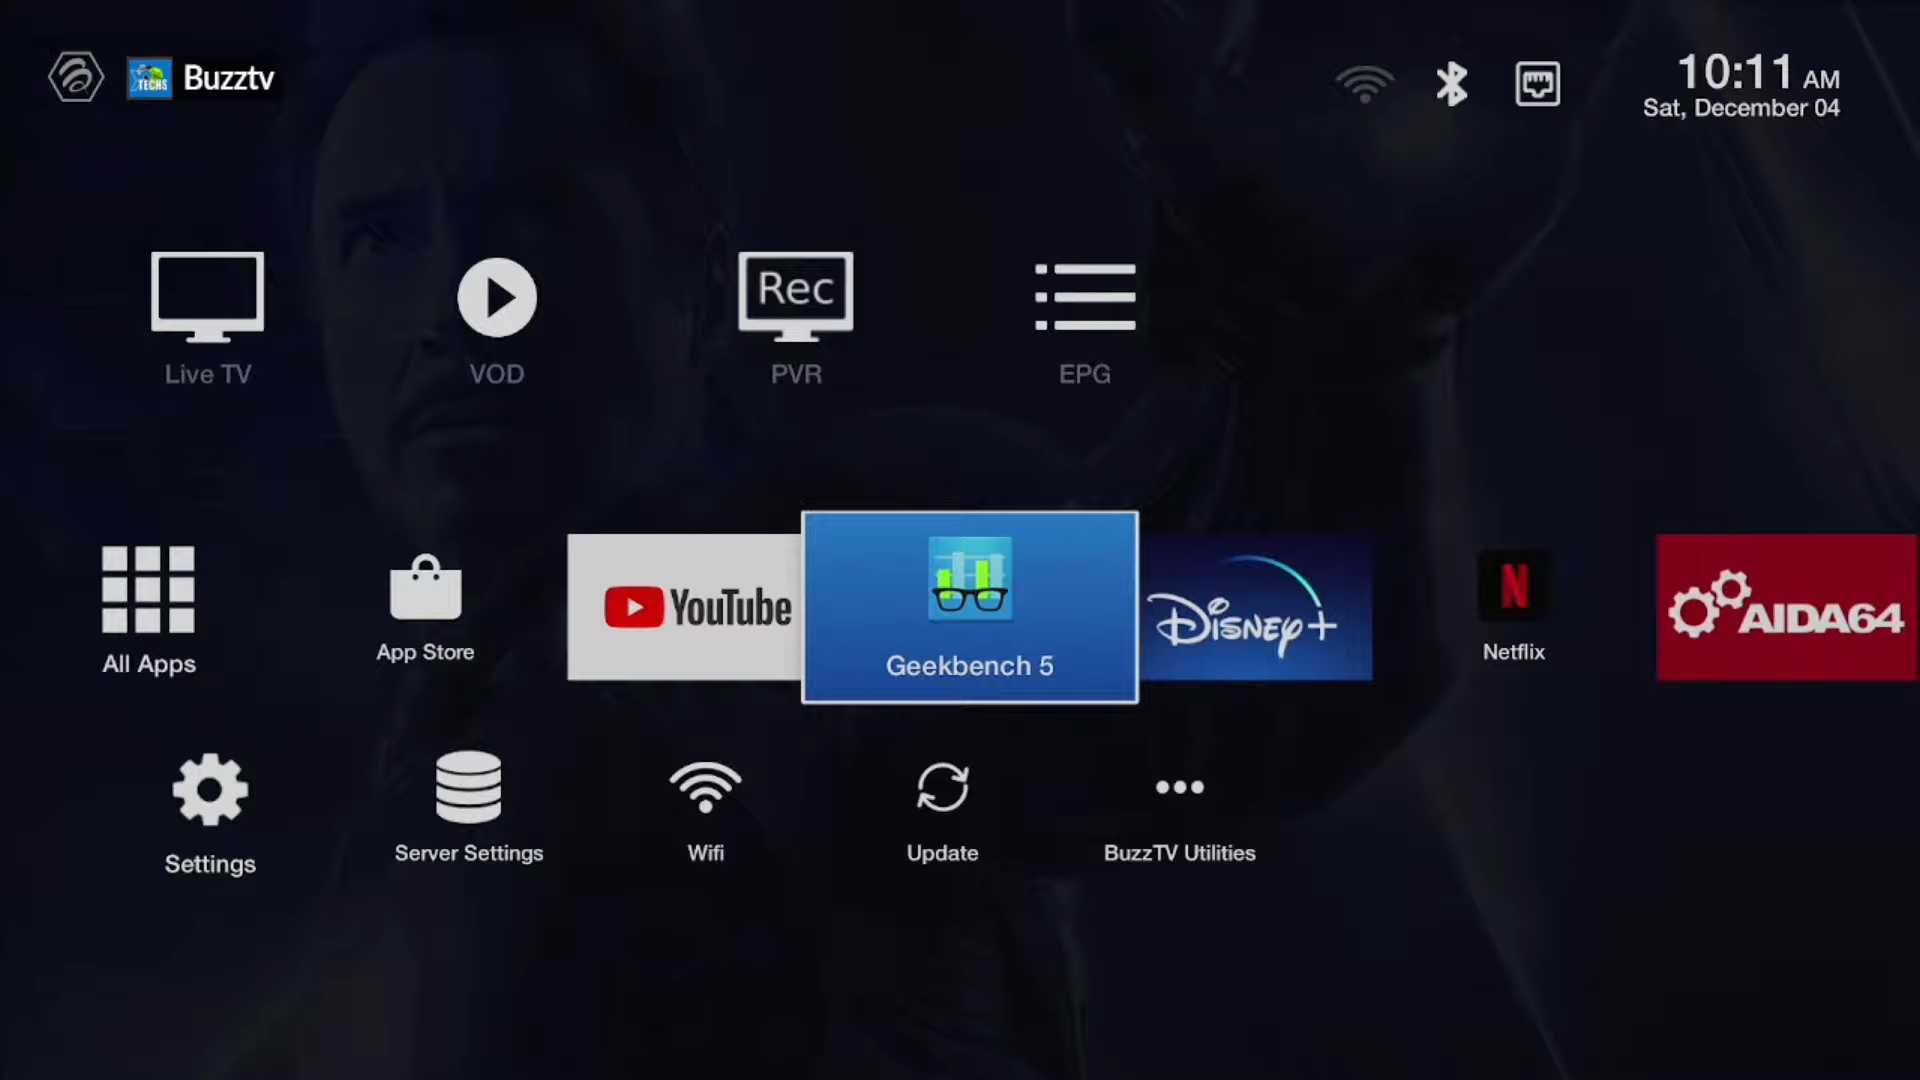 TECHS
Buzztv
10:11 AM
Sat, December 04
Live TV
VOD
Rec
PVR
EPG
All Apps
App Store
YouTube
Geekbench 5
Disney+
N
Netflix
AIDA64
Settings
Server Settings
Wifi
Update
BuzzTV Utilities